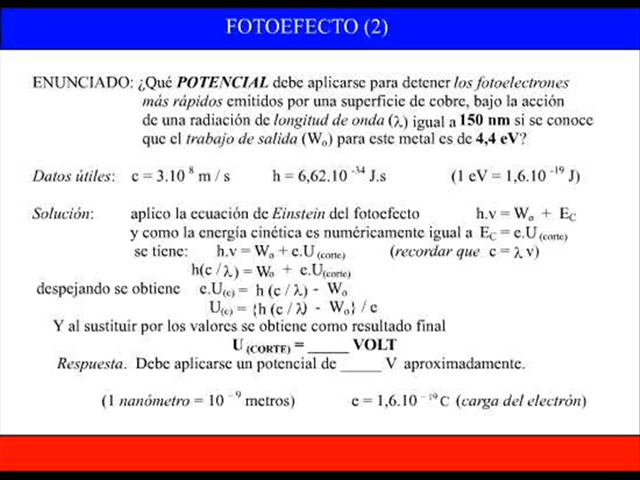 FOTOEFECTO (2)
ENUNCIADO: ¿Qué POTENCIAL debe aplicarse para detener los fotoelectrones
más rápidos emitidos por una superficie de cobre, bajo la acción
de una radiación de longitud de onda (λ) igual a 150 nm si se conoce
que el trabajo de salida (Wₒ) para este metal es de 4,4 eV?
Datos útiles: c = 3.10 ⁸ m / s h = 6,62.10 ⁻³⁴ J.s (1 eV = 1,6.10 ⁻¹⁹ J)
Solución: aplico la ecuación de Einstein del fotoefecto h.ν = Wₒ + E_C
y como la energía cinética es numéricamente igual a E_C = e.U(corte)
se tiene: h.ν = Wₒ + e.U(corte) (recordar que c = λ ν)
h(c / λ) = Wₒ + e.U(corte)
despejando se obtiene e.U(c) = h (c / λ) - Wₒ
U(c) = {h (c / λ) - Wₒ} / e
Y al sustituir por los valores se obtiene como resultado final
U (CORTE) = _____ VOLT
Respuesta. Debe aplicarse un potencial de _____ V aproximadamente.
(1 nanómetro = 10 ⁻⁹ metros) e = 1,6.10 ⁻¹⁹ C (carga del electrón)